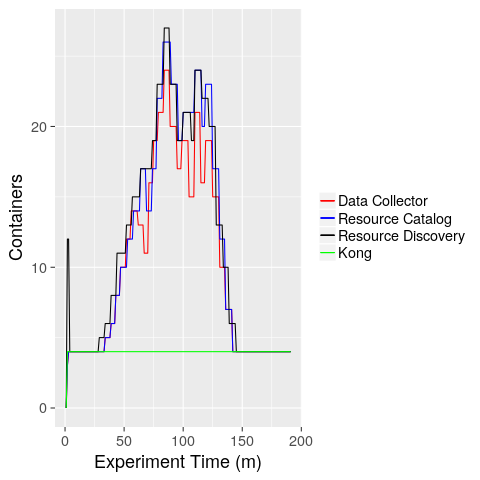 Containers
20
10
0
0
50
100
150
200
Experiment Time (m)
Data Collector
Resource Catalog
Resource Discovery
Kong